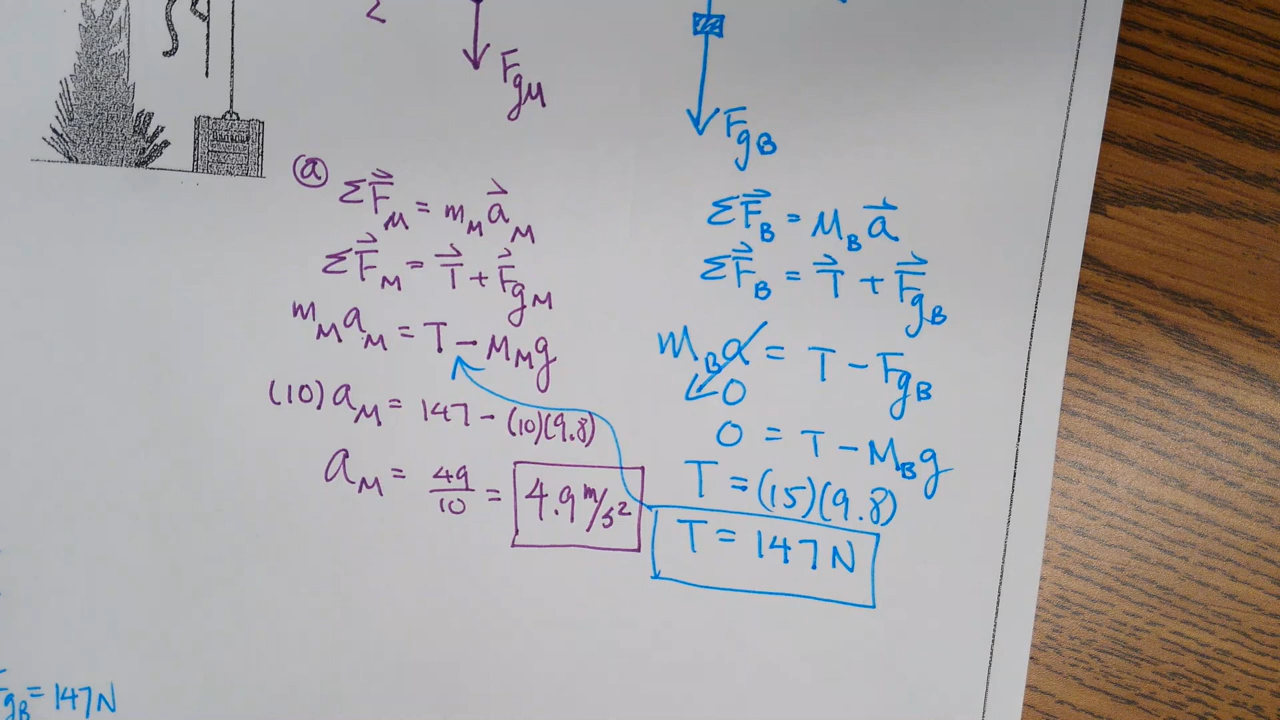 2
F_gM
F_gB
ⓐ ΣF⃗_M = m_M a⃗_M
ΣF⃗_M = T⃗ + F⃗_gM
m_M a_M = T - M_M g
(10) a_M = 147 - (10)(9.8)
a_M = 49/10 = 4.9 m/s²
ΣF⃗_B = M_B a⃗
ΣF⃗_B = T⃗ + F⃗_gB
m_B a = T - F_gB
0
0 = T - M_B g
T = (15)(9.8)
T = 147 N
F_gB = 147 N